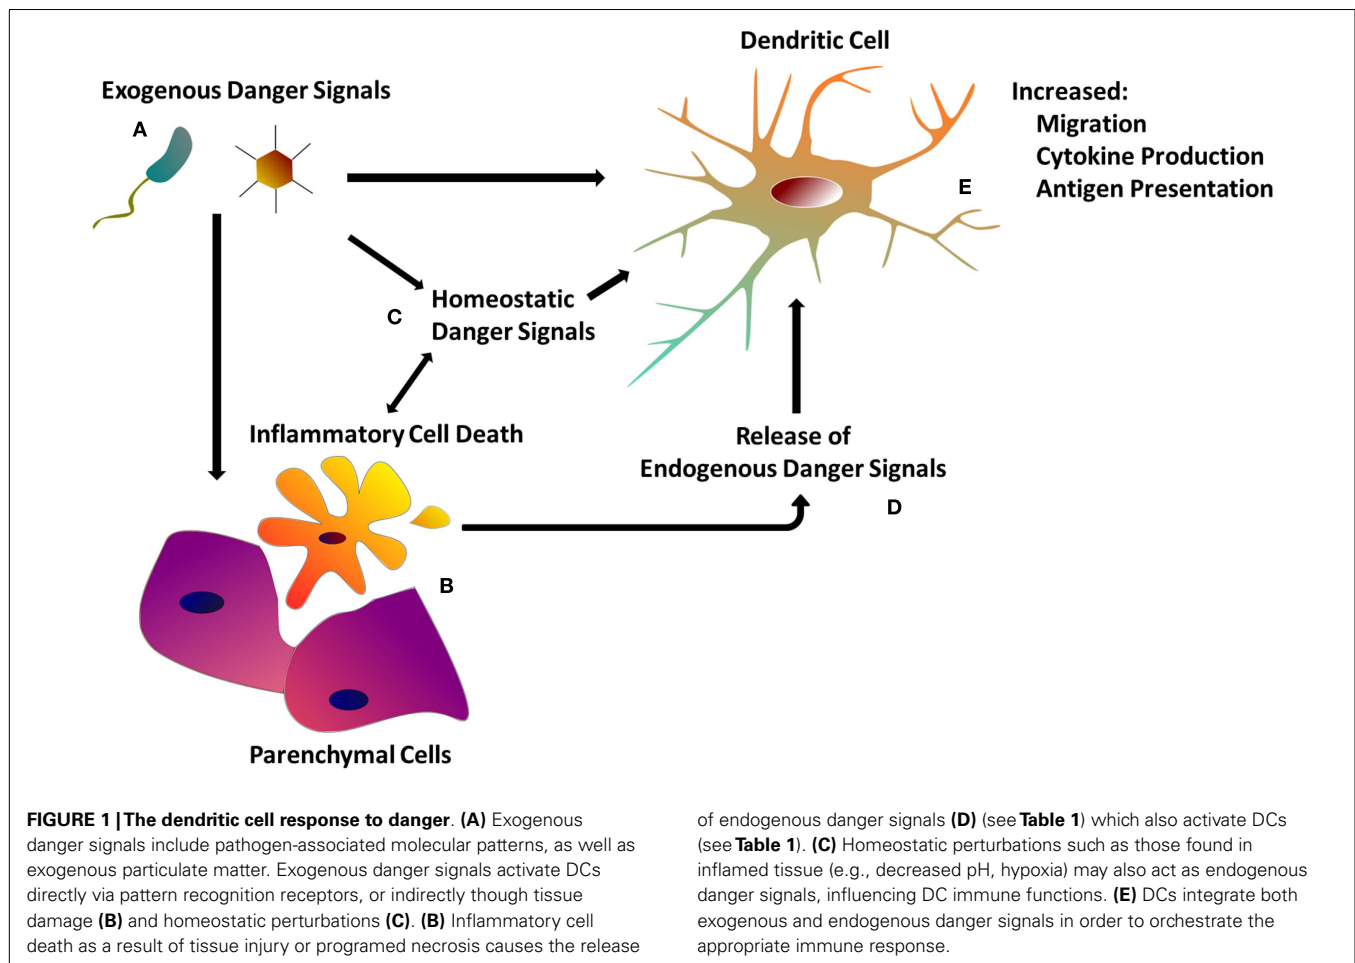 Dendritic Cell
Exogenous Danger Signals
A
Increased:
Migration
Cytokine Production
Antigen Presentation
E
C
Homeostatic
Danger Signals
Inflammatory Cell Death
Release of
Endogenous Danger Signals
D
B
Parenchymal Cells
FIGURE 1 | The dendritic cell response to danger. (A) Exogenous
danger signals include pathogen-associated molecular patterns, as well as
exogenous particulate matter. Exogenous danger signals activate DCs
directly via pattern recognition receptors, or indirectly though tissue
damage (B) and homeostatic perturbations (C). (B) Inflammatory cell
death as a result of tissue injury or programed necrosis causes the release
of endogenous danger signals (D) (see Table 1) which also activate DCs
(see Table 1). (C) Homeostatic perturbations such as those found in
inflamed tissue (e.g., decreased pH, hypoxia) may also act as endogenous
danger signals, influencing DC immune functions. (E) DCs integrate both
exogenous and endogenous danger signals in order to orchestrate the
appropriate immune response.